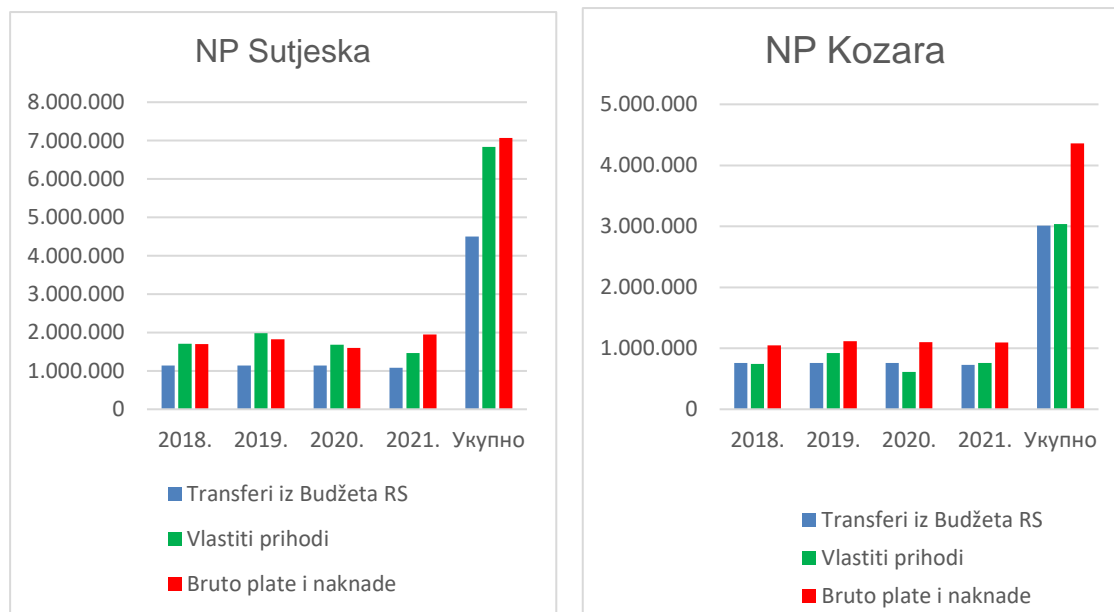 NP Sutjeska
8.000.000
7.000.000
6.000.000
5.000.000
4.000.000
3.000.000
2.000.000
1.000.000
0
2018. 2019. 2020. 2021. Укупно
Transferi iz Budžeta RS
Vlastiti prihodi
Bruto plate i naknade
NP Kozara
5.000.000
4.000.000
3.000.000
2.000.000
1.000.000
0
2018. 2019. 2020. 2021. Укупно
Transferi iz Budžeta RS
Vlastiti prihodi
Bruto plate i naknade